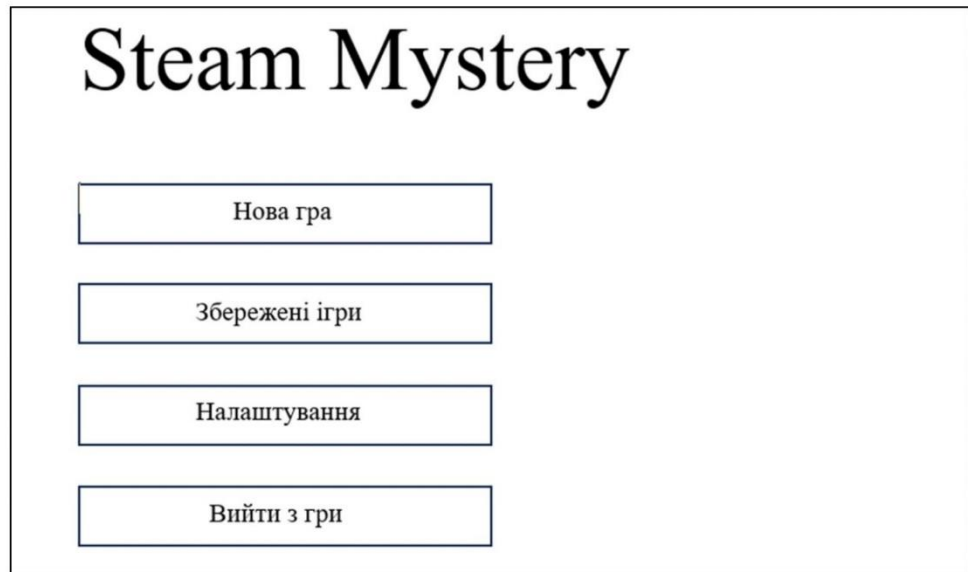 Steam Mystery
Нова гра
Збережені ігри
Налаштування
Вийти з гри